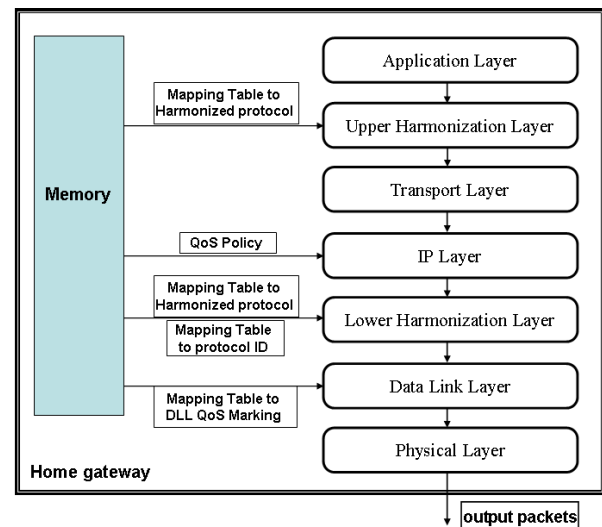 Application Layer
Mapping Table to
Harmonized protocol
Upper Harmonization Layer
Memory
Transport Layer
QoS Policy
IP Layer
Mapping Table to
Harmonized protocol
Mapping Table
to protocol ID
Lower Harmonization Layer
Mapping Table to
DLL QoS Marking
Data Link Layer
Physical Layer
Home gateway
output packets